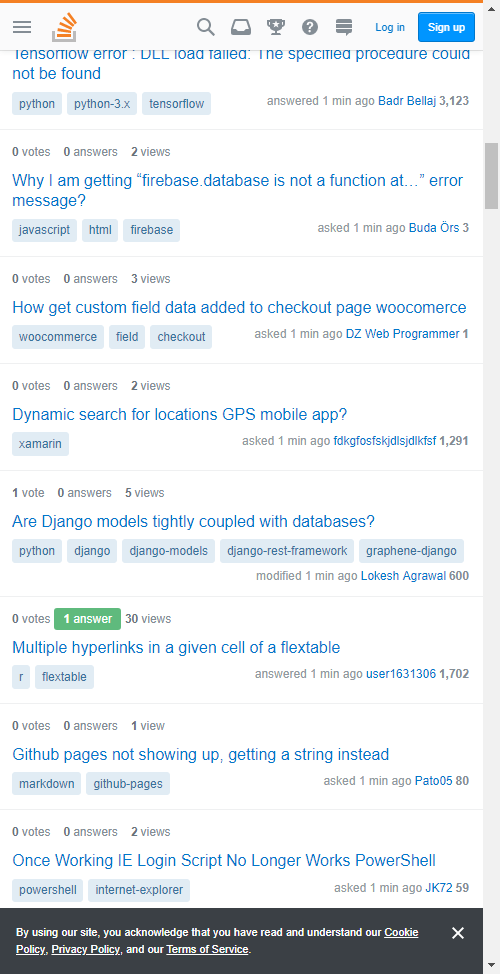 Log in Sign up
Tensorflow error : DLL load failed: The specified procedure could
not be found
python python-3.x tensorflow
answered 1 min ago Badr Bellaj 3,123
0 votes 0 answers 2 views
Why I am getting “firebase.database is not a function at…” error
message?
javascript html firebase
asked 1 min ago Buda Örs 3
0 votes 0 answers 3 views
How get custom field data added to checkout page woocomerce
woocommerce field checkout
asked 1 min ago DZ Web Programmer 1
0 votes 0 answers 2 views
Dynamic search for locations GPS mobile app?
xamarin
asked 1 min ago fdkgfosfskjdlsjdlkfsf 1,291
1 vote 0 answers 5 views
Are Django models tightly coupled with databases?
python django django-models django-rest-framework graphene-django
modified 1 min ago Lokesh Agrawal 600
0 votes 1 answer 30 views
Multiple hyperlinks in a given cell of a flextable
r flextable
answered 1 min ago user1631306 1,702
0 votes 0 answers 1 view
Github pages not showing up, getting a string instead
markdown github-pages
asked 1 min ago Pato05 80
0 votes 0 answers 2 views
Once Working IE Login Script No Longer Works PowerShell
powershell internet-explorer
asked 1 min ago JK72 59
By using our site, you acknowledge that you have read and understand our Cookie
Policy, Privacy Policy, and our Terms of Service.